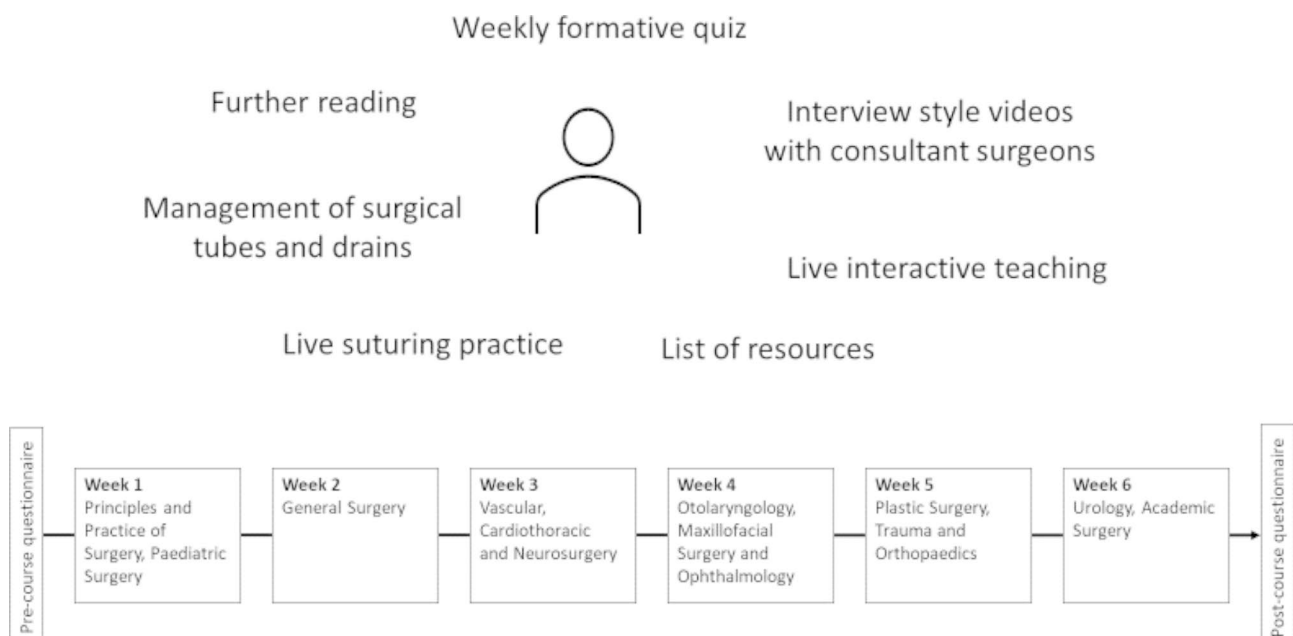 Weekly formative quiz
Further reading
Interview style videos
with consultant surgeons
Management of surgical
tubes and drains
Live interactive teaching
Live suturing practice
List of resources
Pre-course questionnaire
Week 1
Principles and
Practice of
Surgery, Paediatric
Surgery
Week 2
General Surgery
Week 3
Vascular,
Cardiothoracic
and Neurosurgery
Week 4
Otolaryngology,
Maxillofacial
Surgery and
Ophthalmology
Week 5
Plastic Surgery,
Trauma and
Orthopaedics
Week 6
Urology, Academic
Surgery
Post-course questionnaire